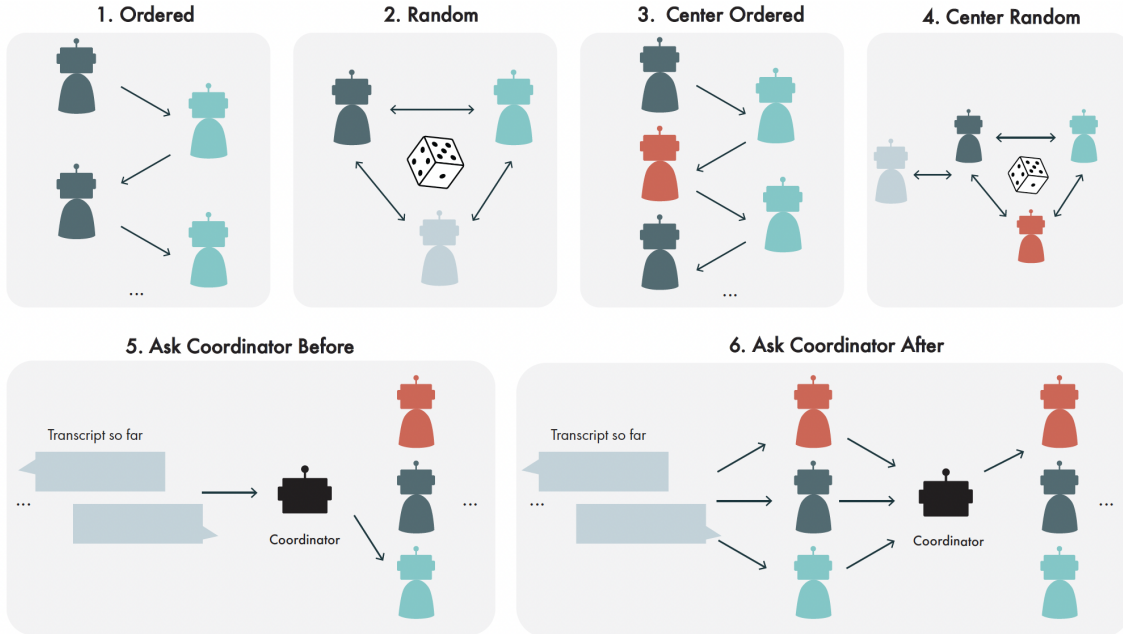 1. Ordered
2. Random
3. Center Ordered
4. Center Random
...
...
5. Ask Coordinator Before
6. Ask Coordinator After
Transcript so far
...
Coordinator
...
Transcript so far
...
Coordinator
...